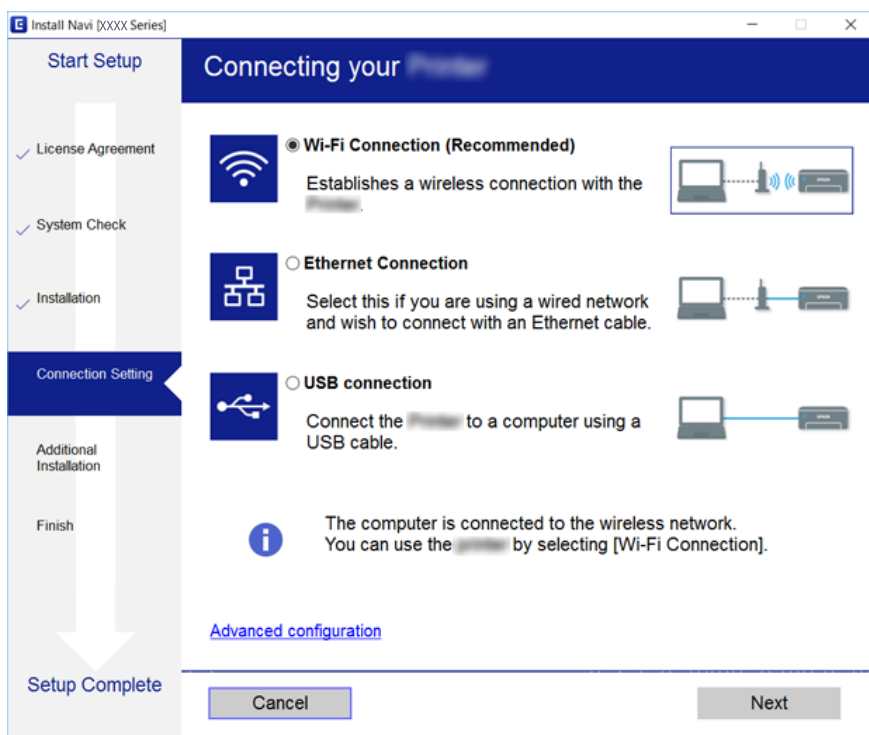 Install Navi [XXXX Series]
Start Setup
License Agreement
System Check
Installation
Connection Setting
Additional
Installation
Finish
Setup Complete
Connecting your
Wi-Fi Connection (Recommended)
Establishes a wireless connection with the
.
Ethernet Connection
Select this if you are using a wired network
and wish to connect with an Ethernet cable.
USB connection
Connect the to a computer using a
USB cable.
The computer is connected to the wireless network.
You can use the by selecting [Wi-Fi Connection].
Advanced configuration
Cancel
Next